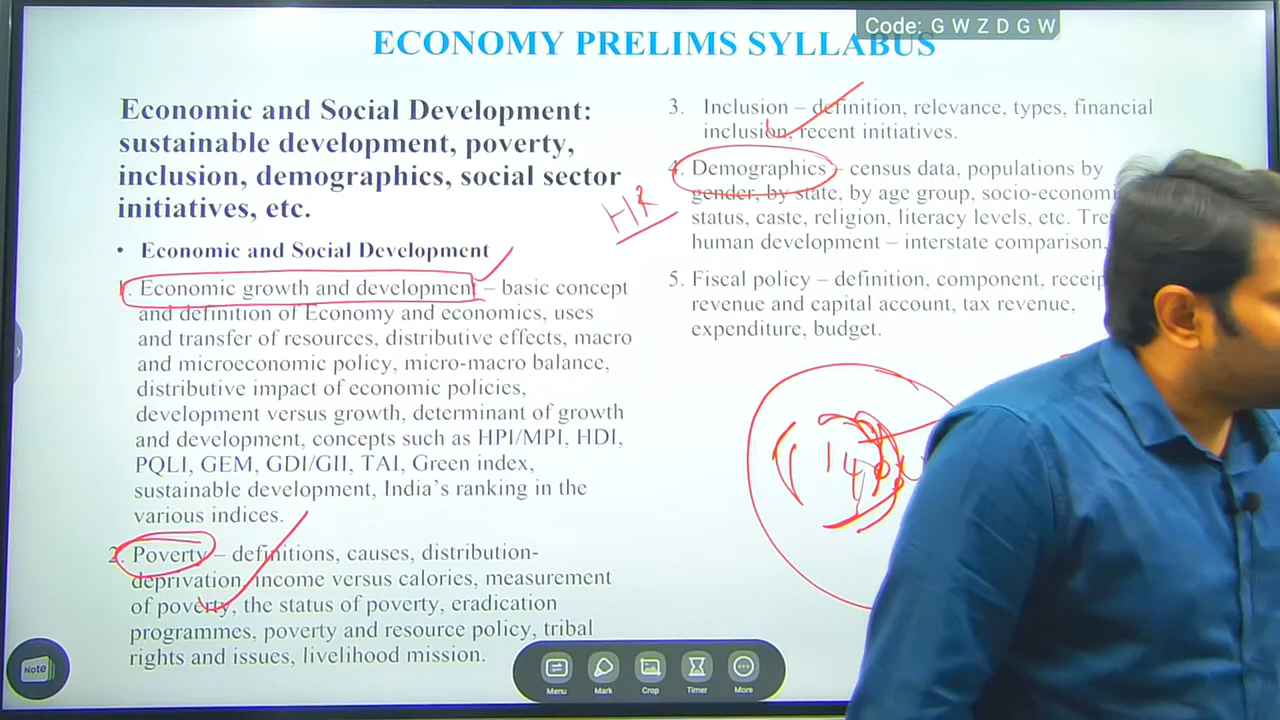 Code: G W Z D G W
ECONOMY PRELIMS SYLLABUS
Economic and Social Development:
sustainable development, poverty,
inclusion, demographics, social sector
initiatives, etc.
• Economic and Social Development
1. Economic growth and development – basic concept
and definition of Economy and economics, uses
and transfer of resources, distributive effects, macro
and microeconomic policy, micro-macro balance,
distributive impact of economic policies,
development versus growth, determinant of growth
and development, concepts such as HPI/MPI, HDI,
PQLI, GEM, GDI/GII, TAI, Green index,
sustainable development, India's ranking in the
various indices.
2. Poverty – definitions, causes, distribution-
deprivation, income versus calories, measurement
of poverty, the status of poverty, eradication
programmes, poverty and resource policy, tribal
rights and issues, livelihood mission.
3. Inclusion – definition, relevance, types, financial
inclusion, recent initiatives.
4. Demographics – census data, populations by
gender, by state, by age group, socio-economi
status, caste, religion, literacy levels, etc. Tre
human development – interstate comparison,
HR
5. Fiscal policy – definition, component, receip
revenue and capital account, tax revenue,
expenditure, budget.
Note
Menu
Mark
Crop
Timer
More